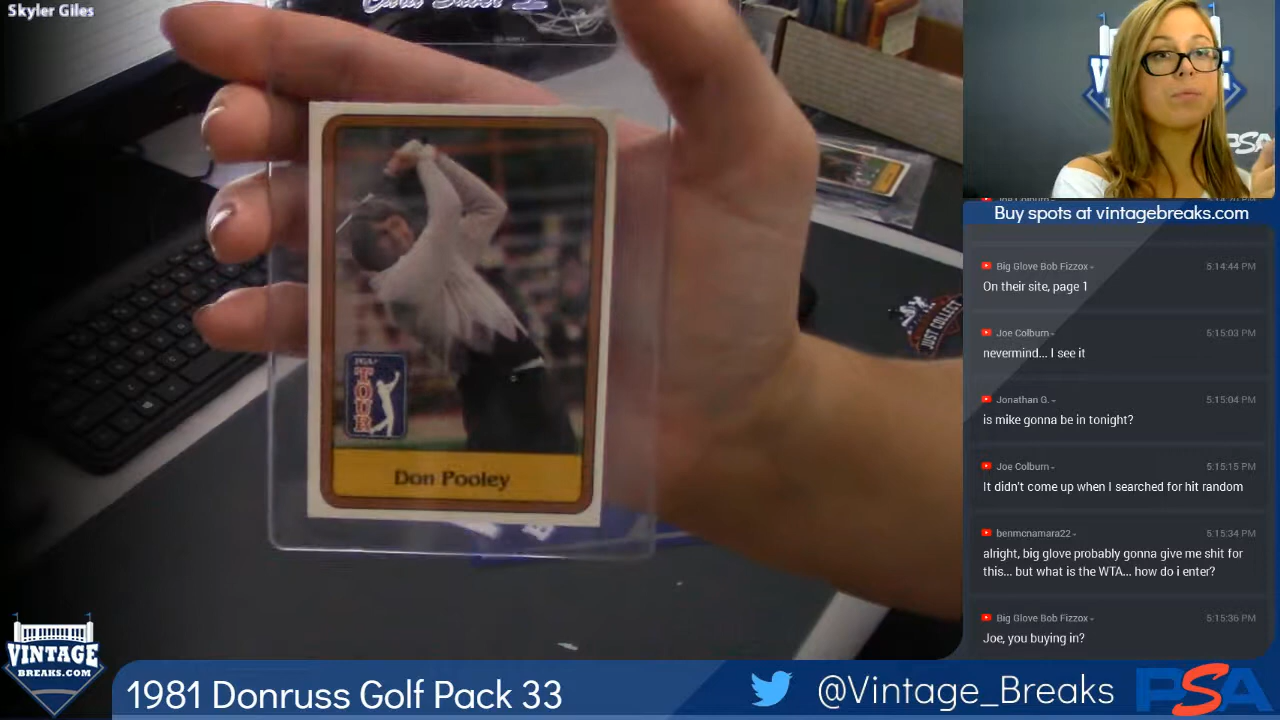 Skyler Giles
PGA
TOUR
Don Pooley
JUST COLLECT
VINTAGE
BREAKS.COM
1981 Donruss Golf Pack 33
@Vintage_Breaks
PSA
PSA
Buy spots at vintagebreaks.com
Big Glove Bob Fizzox
5:14:44 PM
On their site, page 1
Joe Colburn
5:15:03 PM
nevermind... I see it
Jonathan G.
5:15:04 PM
is mike gonna be in tonight?
Joe Colburn
5:15:15 PM
It didn't come up when I searched for hit random
benmcnamara22
5:15:34 PM
alright, big glove probably gonna give me shit for
this... but what is the WTA... how do i enter?
Big Glove Bob Fizzox
5:15:36 PM
Joe, you buying in?